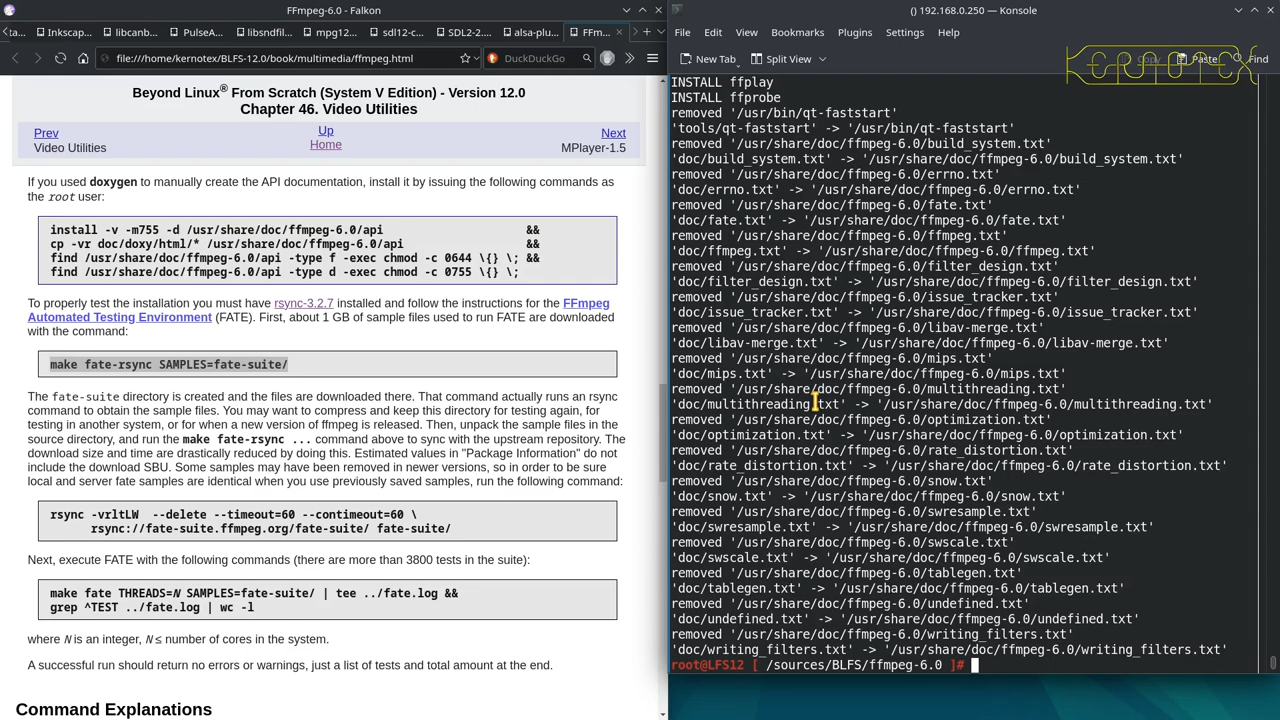 FFmpeg-6.0 - Falkon
ta...
Inkscap...
libcanb...
PulseA...
libsndfil...
mpg12...
sdl12-c...
SDL2-2....
alsa-plu...
FFm...
file:///home/kernotex/BLFS-12.0/book/multimedia/ffmpeg.html
DuckDuckGo
Beyond Linux® From Scratch (System V Edition) - Version 12.0
Chapter 46. Video Utilities
Prev
Up
Next
Video Utilities
Home
MPlayer-1.5
If you used doxygen to manually create the API documentation, install it by issuing the following commands as
the root user:
install -v -m755 -d /usr/share/doc/ffmpeg-6.0/api &&
cp -vr doc/doxy/html/* /usr/share/doc/ffmpeg-6.0/api &&
find /usr/share/doc/ffmpeg-6.0/api -type f -exec chmod -c 0644 \{} \; &&
find /usr/share/doc/ffmpeg-6.0/api -type d -exec chmod -c 0755 \{} \;
To properly test the installation you must have rsync-3.2.7 installed and follow the instructions for the FFmpeg
Automated Testing Environment (FATE). First, about 1 GB of sample files used to run FATE are downloaded
with the command:
make fate-rsync SAMPLES=fate-suite/
The fate-suite directory is created and the files are downloaded there. That command actually runs an rsync
command to obtain the sample files. You may want to compress and keep this directory for testing again, for
testing in another system, or for when a new version of ffmpeg is released. Then, unpack the sample files in the
source directory, and run the make fate-rsync ... command above to sync with the upstream repository. The
download size and time are drastically reduced by doing this. Estimated values in "Package Information" do not
include the download SBU. Some samples may have been removed in newer versions, so in order to be sure
local and server fate samples are identical when you use previously saved samples, run the following command:
rsync -vrltLW --delete --timeout=60 --contimeout=60 \
rsync://fate-suite.ffmpeg.org/fate-suite/ fate-suite/
Next, execute FATE with the following commands (there are more than 3800 tests in the suite):
make fate THREADS=N SAMPLES=fate-suite/ | tee ../fate.log &&
grep ^TEST ../fate.log | wc -l
where N is an integer, N ≤ number of cores in the system.
A successful run should return no errors or warnings, just a list of tests and total amount at the end.
Command Explanations
() 192.168.0.250 — Konsole
File Edit View Bookmarks Plugins Settings Help
New Tab
Split View
Copy
Paste
Find
KERNOTEX
INSTALL ffplay
INSTALL ffprobe
removed '/usr/bin/qt-faststart'
'tools/qt-faststart' -> '/usr/bin/qt-faststart'
removed '/usr/share/doc/ffmpeg-6.0/build_system.txt'
'doc/build_system.txt' -> '/usr/share/doc/ffmpeg-6.0/build_system.txt'
removed '/usr/share/doc/ffmpeg-6.0/errno.txt'
'doc/errno.txt' -> '/usr/share/doc/ffmpeg-6.0/errno.txt'
removed '/usr/share/doc/ffmpeg-6.0/fate.txt'
'doc/fate.txt' -> '/usr/share/doc/ffmpeg-6.0/fate.txt'
removed '/usr/share/doc/ffmpeg-6.0/ffmpeg.txt'
'doc/ffmpeg.txt' -> '/usr/share/doc/ffmpeg-6.0/ffmpeg.txt'
removed '/usr/share/doc/ffmpeg-6.0/filter_design.txt'
'doc/filter_design.txt' -> '/usr/share/doc/ffmpeg-6.0/filter_design.txt'
removed '/usr/share/doc/ffmpeg-6.0/issue_tracker.txt'
'doc/issue_tracker.txt' -> '/usr/share/doc/ffmpeg-6.0/issue_tracker.txt'
removed '/usr/share/doc/ffmpeg-6.0/libav-merge.txt'
'doc/libav-merge.txt' -> '/usr/share/doc/ffmpeg-6.0/libav-merge.txt'
removed '/usr/share/doc/ffmpeg-6.0/mips.txt'
'doc/mips.txt' -> '/usr/share/doc/ffmpeg-6.0/mips.txt'
removed '/usr/share/doc/ffmpeg-6.0/multithreading.txt'
'doc/multithreading.txt' -> '/usr/share/doc/ffmpeg-6.0/multithreading.txt'
removed '/usr/share/doc/ffmpeg-6.0/optimization.txt'
'doc/optimization.txt' -> '/usr/share/doc/ffmpeg-6.0/optimization.txt'
removed '/usr/share/doc/ffmpeg-6.0/rate_distortion.txt'
'doc/rate_distortion.txt' -> '/usr/share/doc/ffmpeg-6.0/rate_distortion.txt'
removed '/usr/share/doc/ffmpeg-6.0/snow.txt'
'doc/snow.txt' -> '/usr/share/doc/ffmpeg-6.0/snow.txt'
removed '/usr/share/doc/ffmpeg-6.0/swresample.txt'
'doc/swresample.txt' -> '/usr/share/doc/ffmpeg-6.0/swresample.txt'
removed '/usr/share/doc/ffmpeg-6.0/swscale.txt'
'doc/swscale.txt' -> '/usr/share/doc/ffmpeg-6.0/swscale.txt'
removed '/usr/share/doc/ffmpeg-6.0/tablegen.txt'
'doc/tablegen.txt' -> '/usr/share/doc/ffmpeg-6.0/tablegen.txt'
removed '/usr/share/doc/ffmpeg-6.0/undefined.txt'
'doc/undefined.txt' -> '/usr/share/doc/ffmpeg-6.0/undefined.txt'
removed '/usr/share/doc/ffmpeg-6.0/writing_filters.txt'
'doc/writing_filters.txt' -> '/usr/share/doc/ffmpeg-6.0/writing_filters.txt'
root@LFS12 [ /sources/BLFS/ffmpeg-6.0 ]#